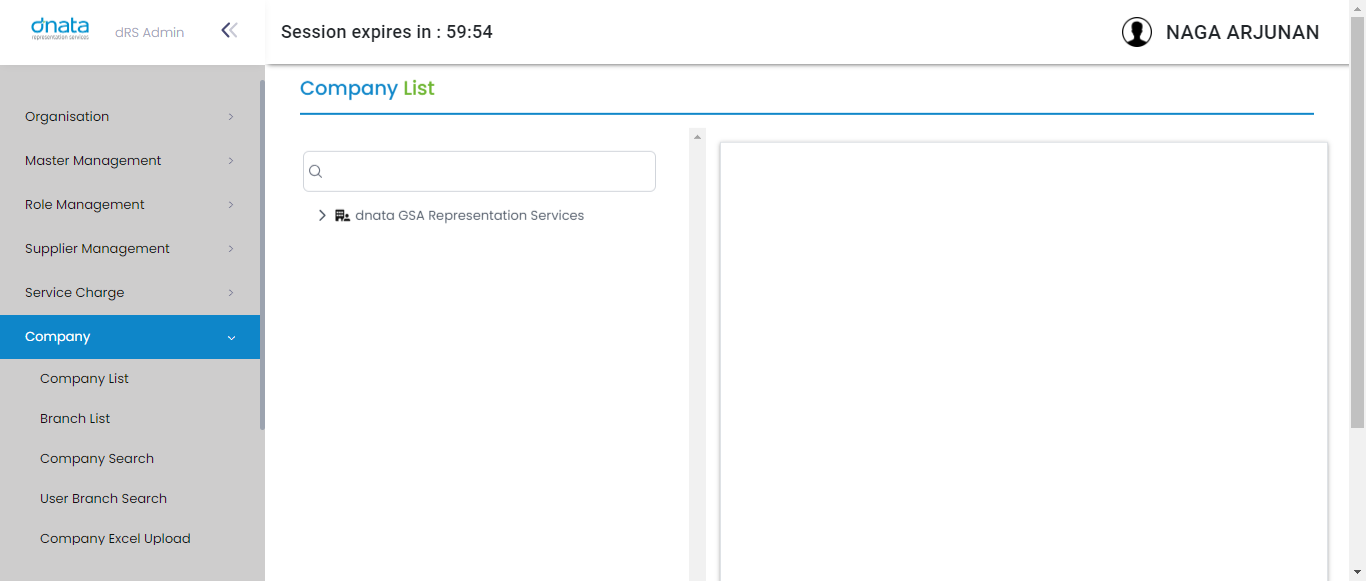 dnata
representation services
dRS Admin
Session expires in : 59:54
NAGA ARJUNAN
Organisation
Master Management
Role Management
Supplier Management
Service Charge
Company
Company List
Branch List
Company Search
User Branch Search
Company Excel Upload
Company List
dnata GSA Representation Services